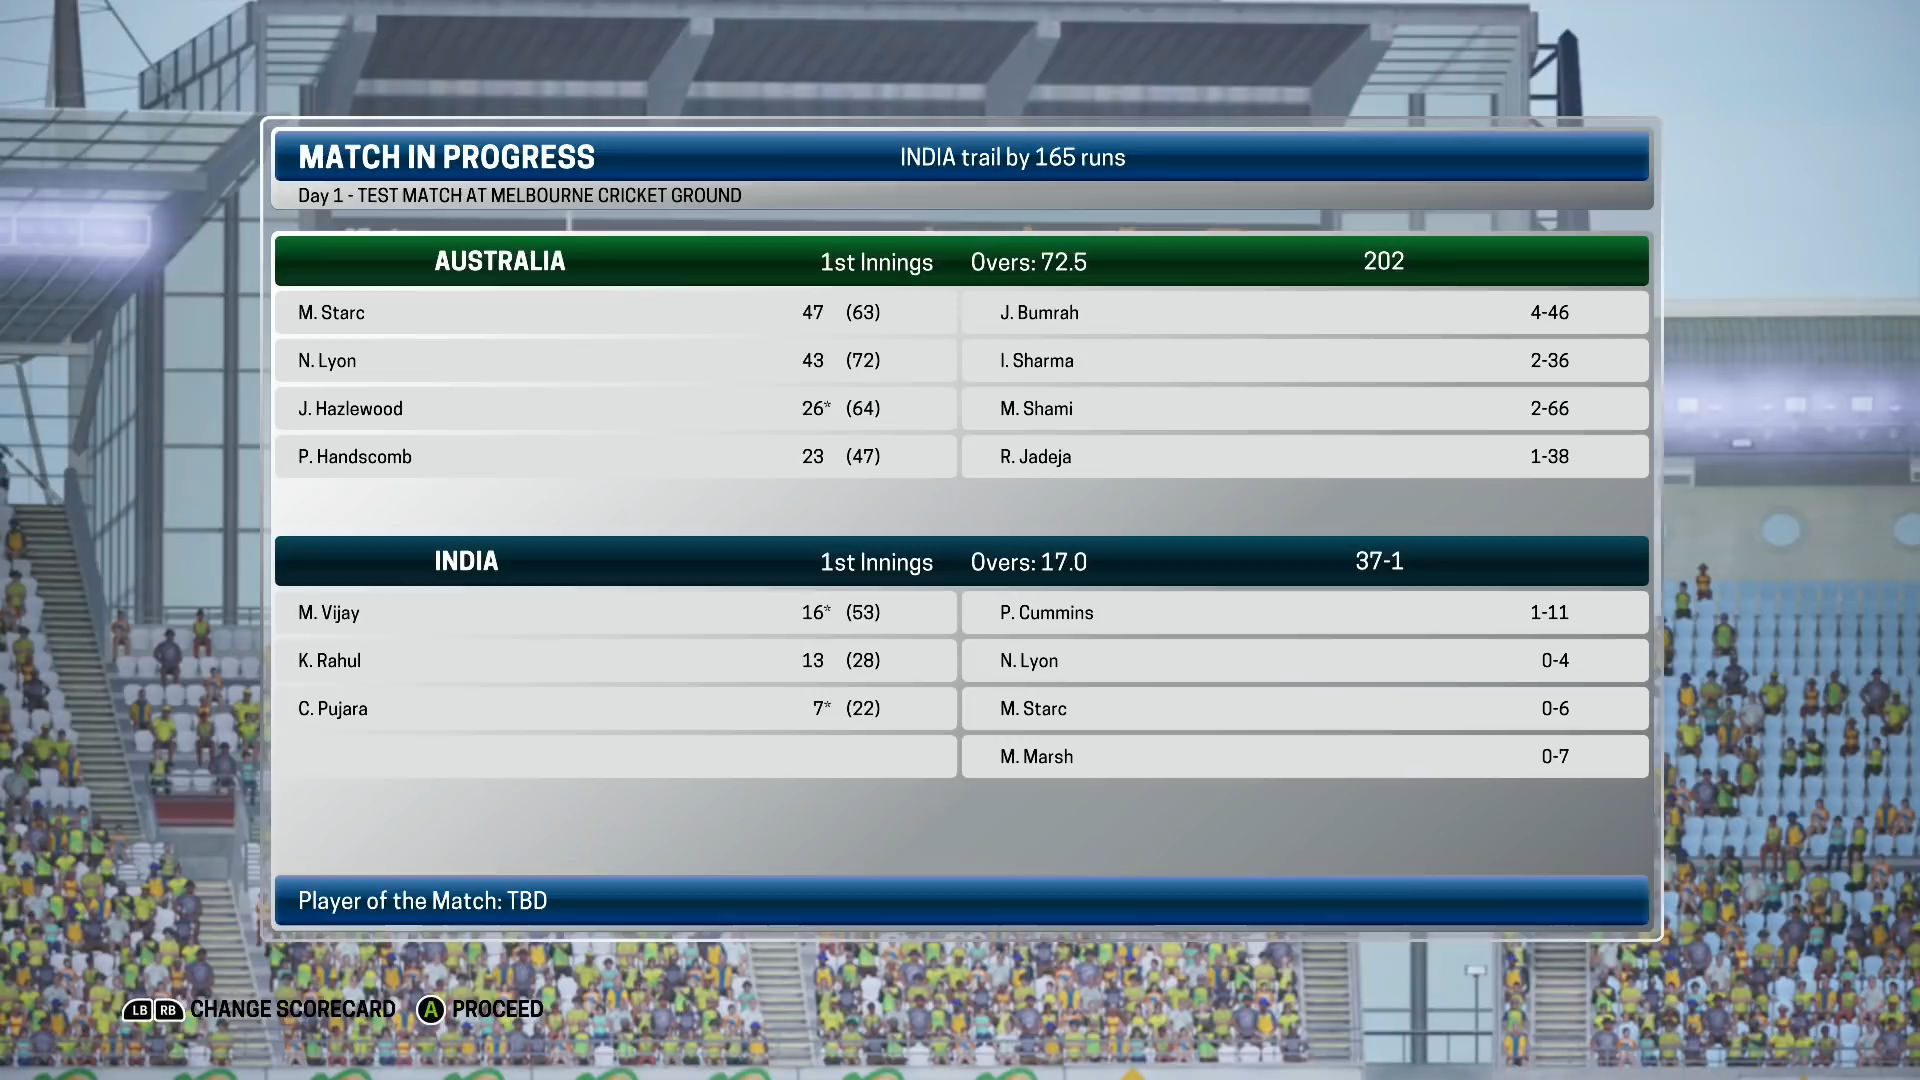 MATCH IN PROGRESS INDIA trail by 165 runs
Day 1 - TEST MATCH AT MELBOURNE CRICKET GROUND
AUSTRALIA 1st Innings Overs: 72.5 202
M. Starc 47 (63) J. Bumrah 4-46
N. Lyon 43 (72) I. Sharma 2-36
J. Hazlewood 26* (64) M. Shami 2-66
P. Handscomb 23 (47) R. Jadeja 1-38
INDIA 1st Innings Overs: 17.0 37-1
M. Vijay 16* (53) P. Cummins 1-11
K. Rahul 13 (28) N. Lyon 0-4
C. Pujara 7* (22) M. Starc 0-6
M. Marsh 0-7
Player of the Match: TBD
LB RB CHANGE SCORECARD A PROCEED